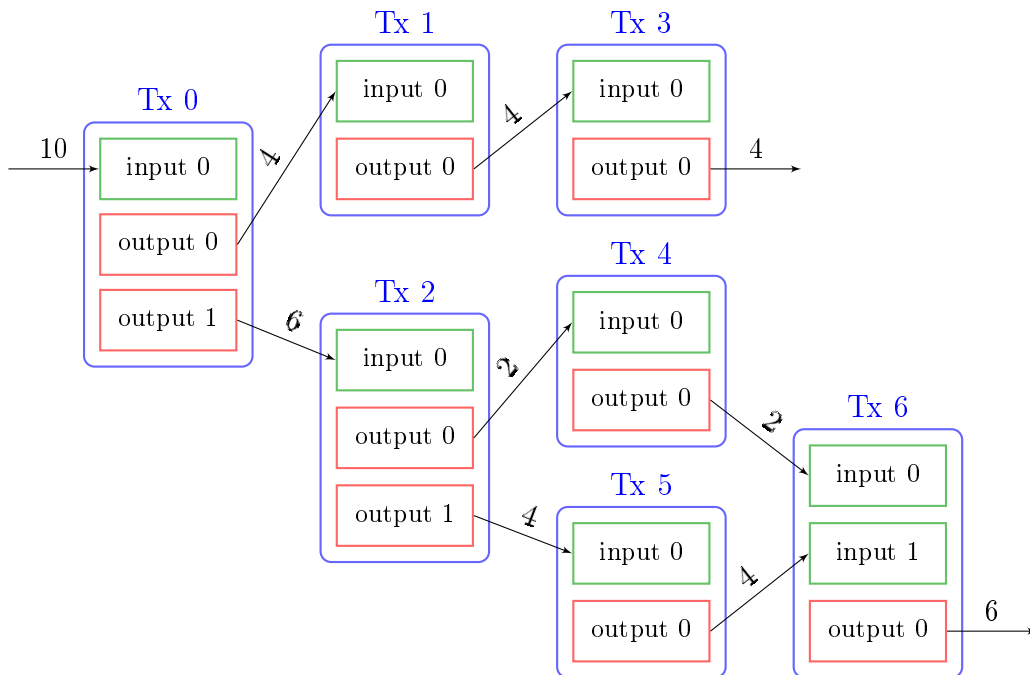 Tx 0
10
input 0
output 0
output 1
4
6
Tx 1
input 0
output 0
4
Tx 3
input 0
output 0
4
Tx 2
input 0
output 0
output 1
2
4
Tx 4
input 0
output 0
2
Tx 5
input 0
output 0
4
Tx 6
input 0
input 1
output 0
6